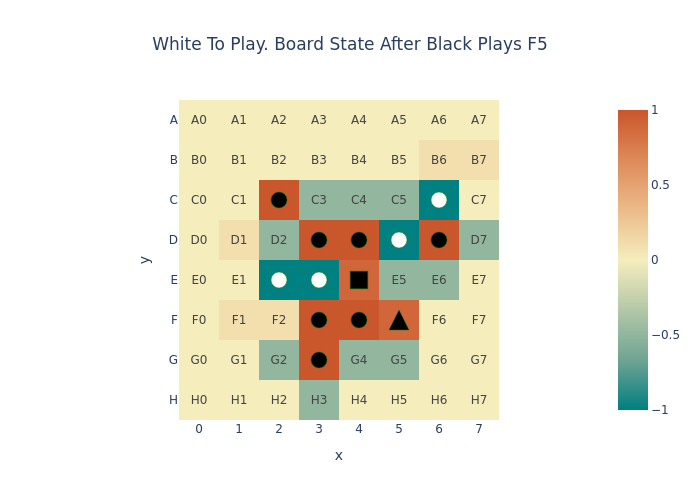 White To Play. Board State After Black Plays F5
A A0 A1 A2 A3 A4 A5 A6 A7
B B0 B1 B2 B3 B4 B5 B6 B7
C C0 C1 C3 C4 C5 C7
D D0 D1 D2 D7
E E0 E1 E5 E6 E7
F F0 F1 F2 F6 F7
G G0 G1 G2 G4 G5 G6 G7
H H0 H1 H2 H3 H4 H5 H6 H7
0 1 2 3 4 5 6 7
x
y
1
0.5
0
−0.5
−1